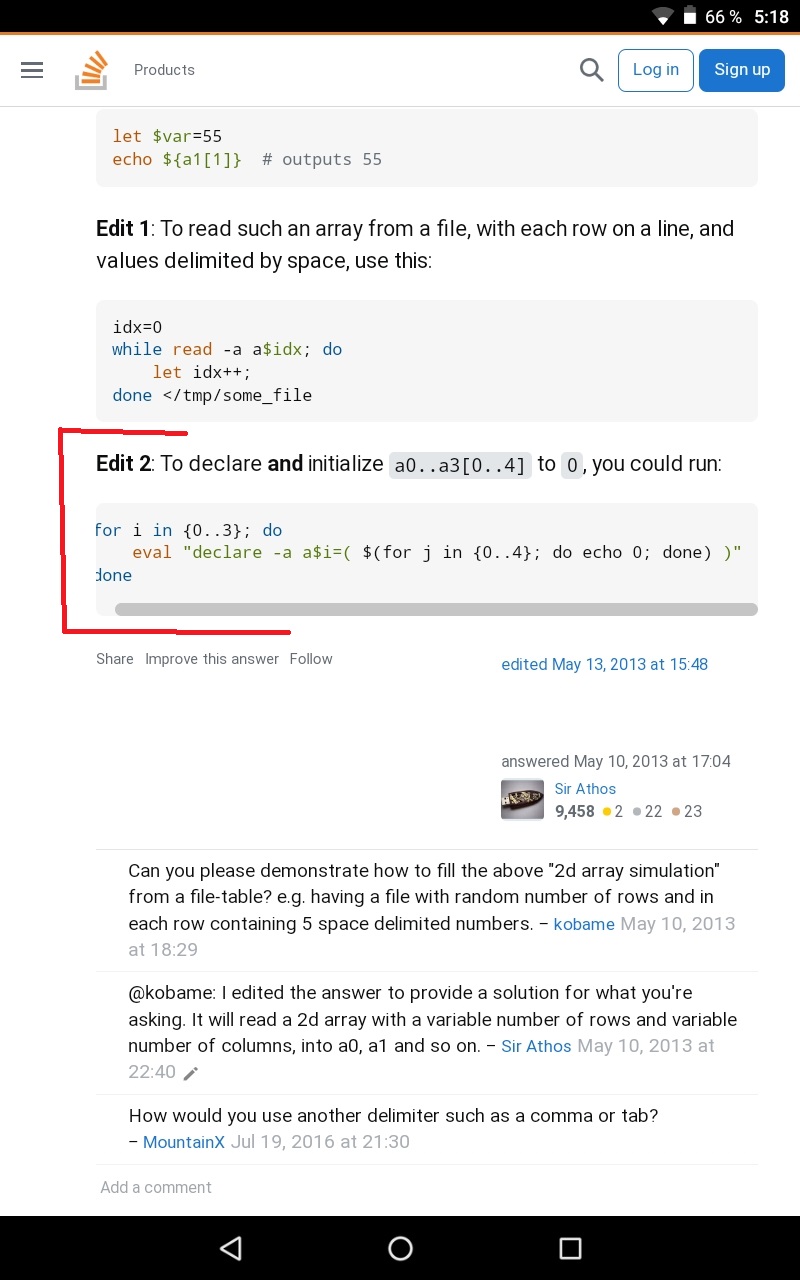 66 % 5:18
Products
Log in
Sign up
let $var=55
echo ${a1[1]}  # outputs 55
Edit 1: To read such an array from a file, with each row on a line, and
values delimited by space, use this:
idx=0
while read -a a$idx; do
    let idx++;
done </tmp/some_file
Edit 2: To declare and initialize a0..a3[0..4] to 0, you could run:
for i in {0..3}; do
    eval "declare -a a$i=( $(for j in {0..4}; do echo 0; done) )"
done
Share Improve this answer Follow
edited May 13, 2013 at 15:48
answered May 10, 2013 at 17:04
Sir Athos
9,458 2 22 23
Can you please demonstrate how to fill the above "2d array simulation"
from a file-table? e.g. having a file with random number of rows and in
each row containing 5 space delimited numbers. – kobame May 10, 2013
at 18:29
@kobame: I edited the answer to provide a solution for what you're
asking. It will read a 2d array with a variable number of rows and variable
number of columns, into a0, a1 and so on. – Sir Athos May 10, 2013 at
22:40
How would you use another delimiter such as a comma or tab?
– MountainX Jul 19, 2016 at 21:30
Add a comment